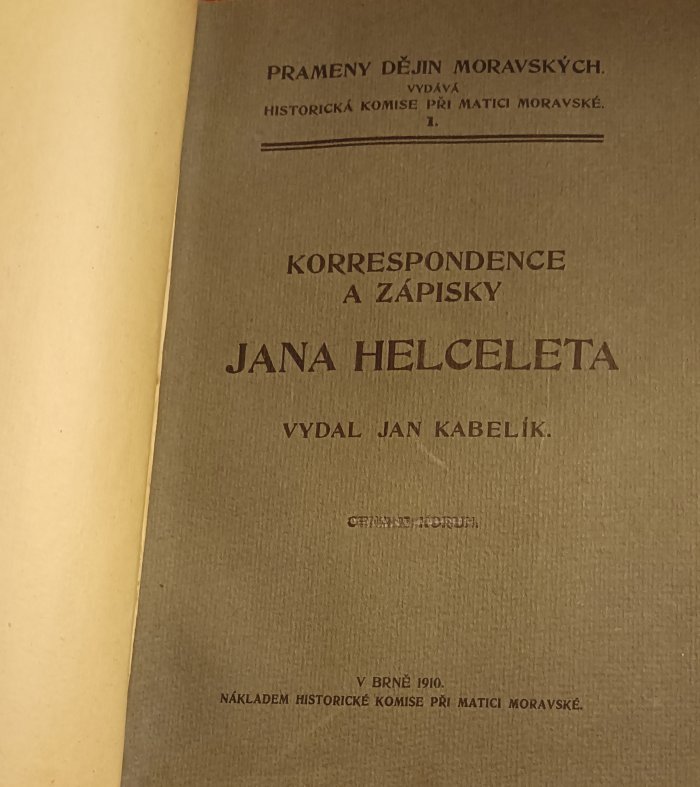 PRAMENY DĚJIN MORAVSKÝCH.
VYDÁVÁ
HISTORICKÁ KOMISE PŘI MATICI MORAVSKÉ.
1.
KORRESPONDENCE
A ZÁPISKY
JANA HELCELETA
VYDAL JAN KABELÍK.
KORUN.
V BRNĚ 1910.
NÁKLADEM HISTORICKÉ KOMISE PŘI MATICI MORAVSKÉ.